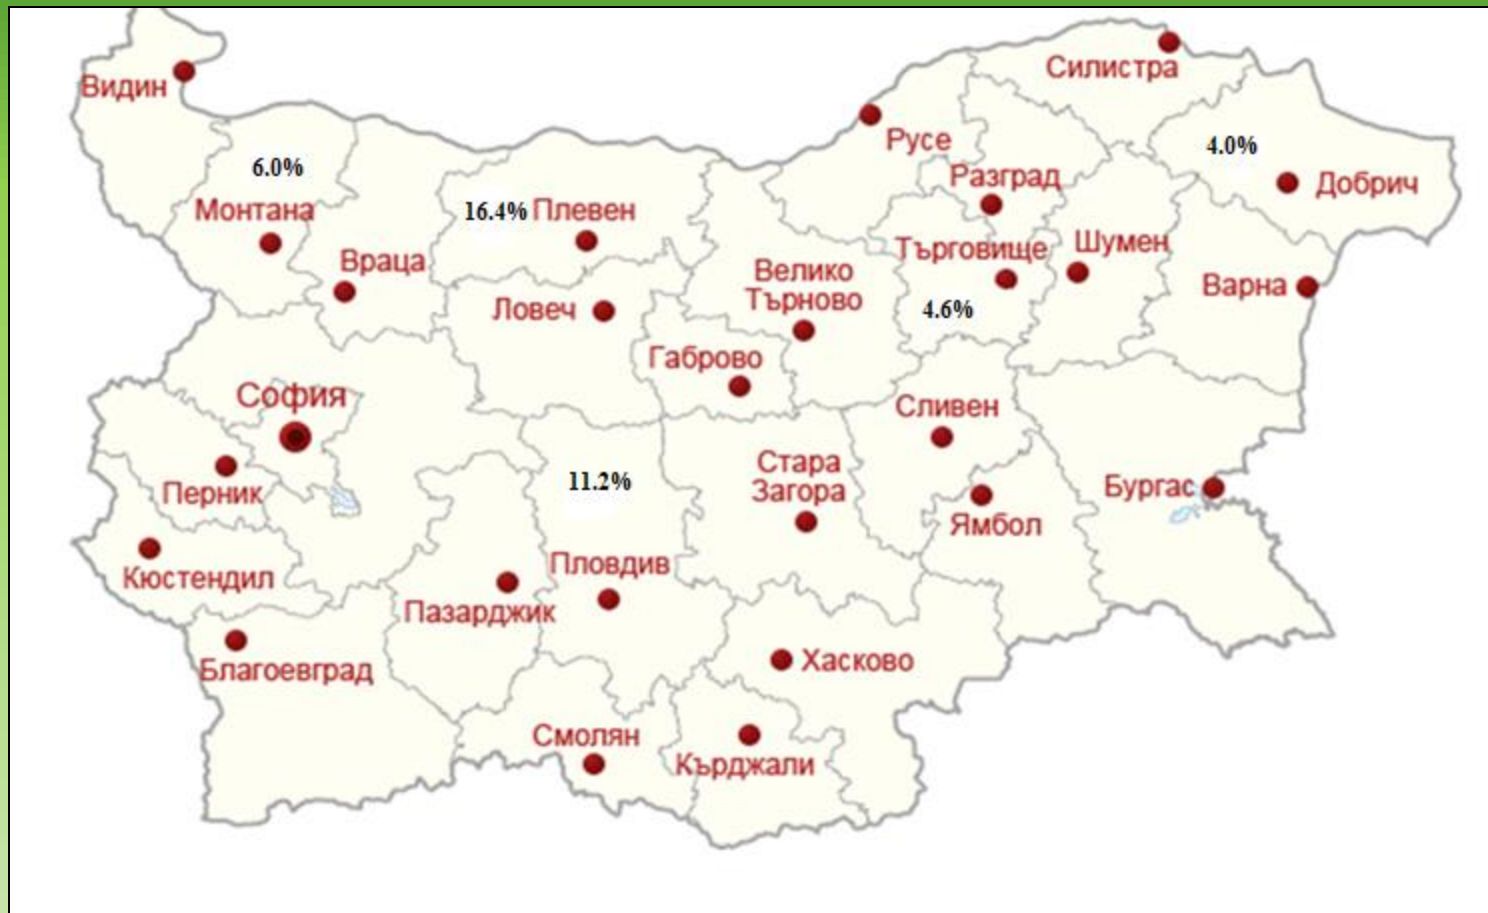 Силистра
Видин
Русе
4.0%
6.0%
Разград
Добрич
16.4% Плевен
Монтана
Търговище
Шумен
Враца
Велико
Търново
Варна
Ловеч
4.6%
Габрово
София
Сливен
Стара
Загора
11.2%
Перник
Бургас
Ямбол
Пловдив
Кюстендил
Пазарджик
Благоевград
Хасково
Смолян
Кърджали